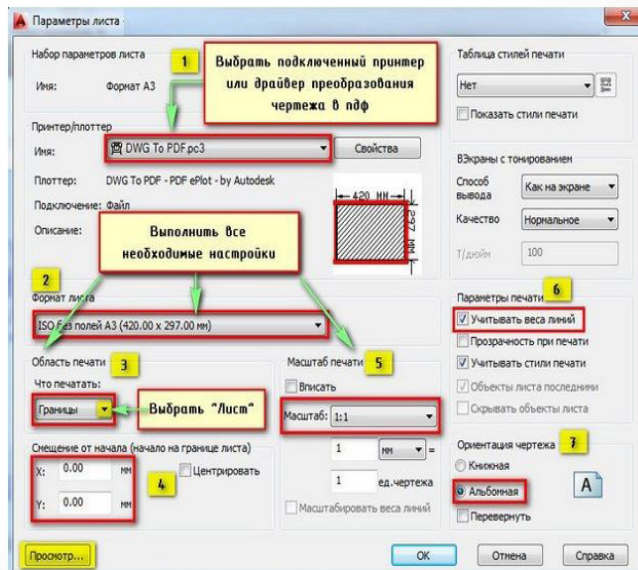 Параметры листа -
Набор параметров листа
Имя:
Формат A3
1
Выбрать подключенный принтер
или драйвер преобразования
чертежа в пдф
Таблица стилей печати
Нет
Показать стили печати
Принтер/плоттер
Имя:
DWG To PDF.pc3
Свойства
Плоттер:
DWG To PDF - PDF ePlot - by Autodesk
Подключение:
Файл
Описание:
420 MM
297 MM
ВЭкраны с тонированием
Способ
вывода
Как на экране
Качество
Нормальное
Т/дюйм
100
Выполнить все
необходимые настройки
2
Формат листа
ISO без полей A3 (420.00 x 297.00 мм)
Область печати
3
Что печатать:
Границы
Выбрать "Лист"
Масштаб печати
5
Вписать
Масштаб:
1:1
1
мм
=
1
ед.чертежа
Масштабировать веса линий
Параметры печати
6
Учитывать веса линий
Прозрачность при печати
Учитывать стили печати
Объекты листа последними
Скрывать объекты листа
Смещение от начала (начало на границе листа)
X:
0.00
мм
Центрировать
4
Y:
0.00
мм
Ориентация чертежа
7
Книжная
Альбомная
A
Перевернуть
Просмотр...
ОК
Отмена
Справка